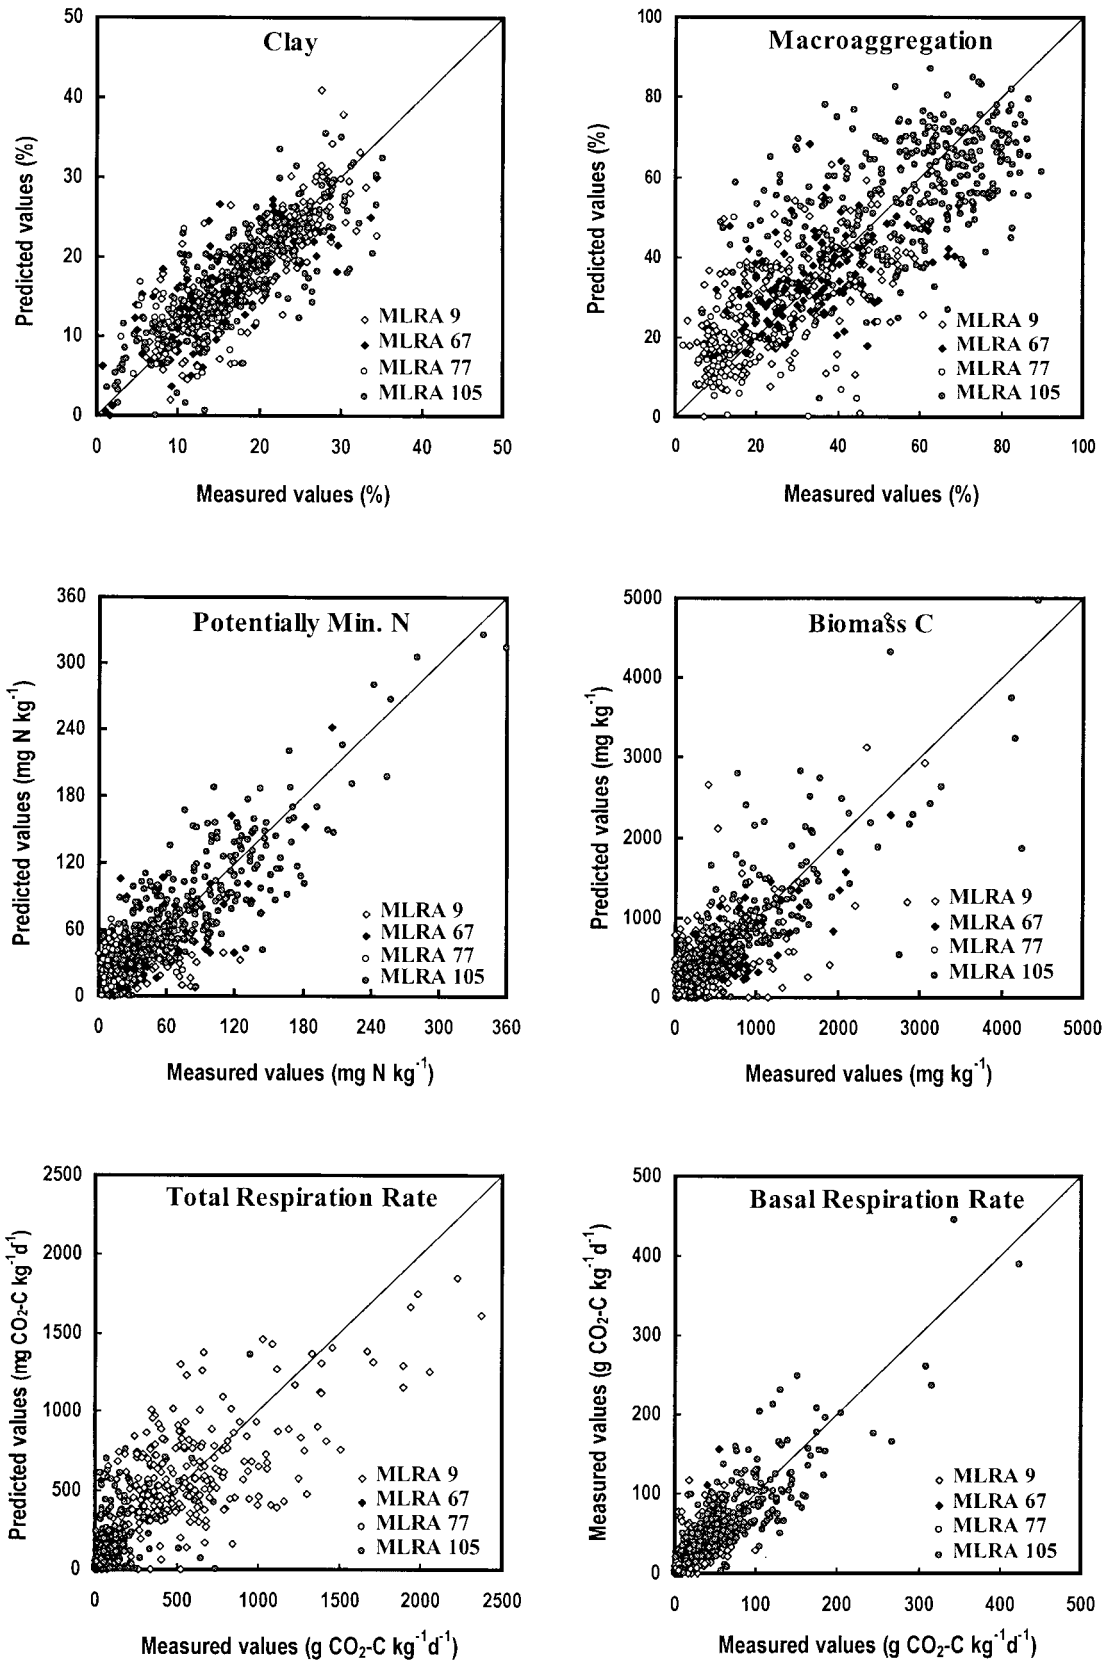 Clay
Predicted values (%)
50
40
30
20
10
0
MLRA 9
MLRA 67
MLRA 77
MLRA 105
0 10 20 30 40 50
Measured values (%)
Macroaggregation
Predicted values (%)
100
80
60
40
20
0
MLRA 9
MLRA 67
MLRA 77
MLRA 105
0 20 40 60 80 100
Measured values (%)
Potentially Min. N
Predicted values (mg N kg⁻¹)
360
300
240
180
120
60
0
MLRA 9
MLRA 67
MLRA 77
MLRA 105
0 60 120 180 240 300 360
Measured values (mg N kg⁻¹)
Biomass C
Predicted values (mg kg⁻¹)
5000
4000
3000
2000
1000
0
MLRA 9
MLRA 67
MLRA 77
MLRA 105
0 1000 2000 3000 4000 5000
Measured values (mg kg⁻¹)
Total Respiration Rate
Predicted values (mg CO₂-C kg⁻¹d⁻¹)
2500
2000
1500
1000
500
0
MLRA 9
MLRA 67
MLRA 77
MLRA 105
0 500 1000 1500 2000 2500
Measured values (g CO₂-C kg⁻¹d⁻¹)
Basal Respiration Rate
Measured values (g CO₂-C kg⁻¹d⁻¹)
500
400
300
200
100
0
MLRA 9
MLRA 67
MLRA 77
MLRA 105
0 100 200 300 400 500
Measured values (g CO₂-C kg⁻¹d⁻¹)